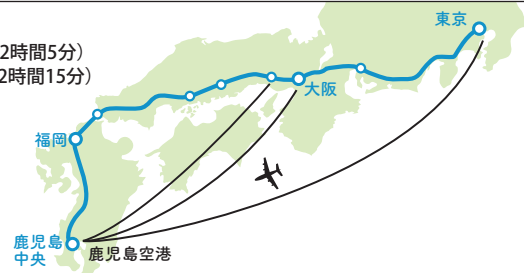 東京
2時間5分）
2時間15分）
大阪
福岡
鹿児島
中央
鹿児島空港